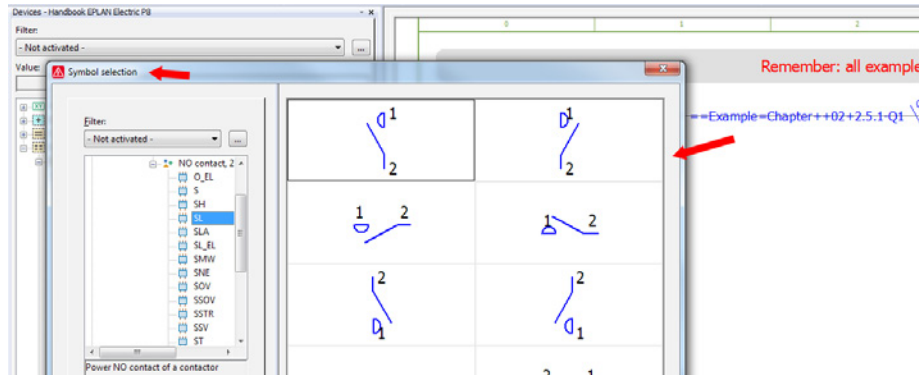 Devices - Handbook EPLAN Electric P8
Filter:
- Not activated -
...
Value:
Symbol selection
Filter:
- Not activated -
...
NO contact, 2
O_EL
S
SH
SL
SLA
SL_EL
SMW
SNE
SOV
SSOV
SSTR
SSV
ST
Power NO contact of a contactor
1
2
1
2
1 2
1 2
2
1
2
1
2 1
0 1 2
Remember: all example
==Example=Chapter++02+2.5.1-Q1